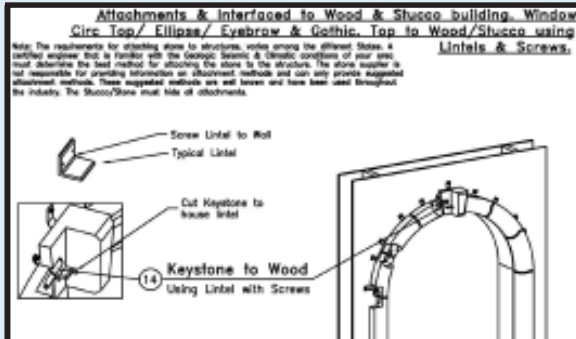 Attachments & Interfaced to Wood & Stucco building. Window
Circ Top/ Ellipse/ Eyebrow & Gothic. Top to Wood/Stucco using
Lintels & Screws.
Note: The requirements for attaching stone to structures, varies among the different States. A
certified engineer that is familiar with the Geologic Seismic & Climatic conditions of your area
must determine the best method for attaching the stone to the structure. The stone supplier is
not responsible for providing information on attachment methods and can only provide suggested
attachment methods. These suggested methods are well known and have been used throughout
the industry. The Stucco/Stone must hide all attachments.
Screw Lintel to Wall
Typical Lintel
Cut Keystone to
house lintel
14
Keystone to Wood
Using Lintel with Screws